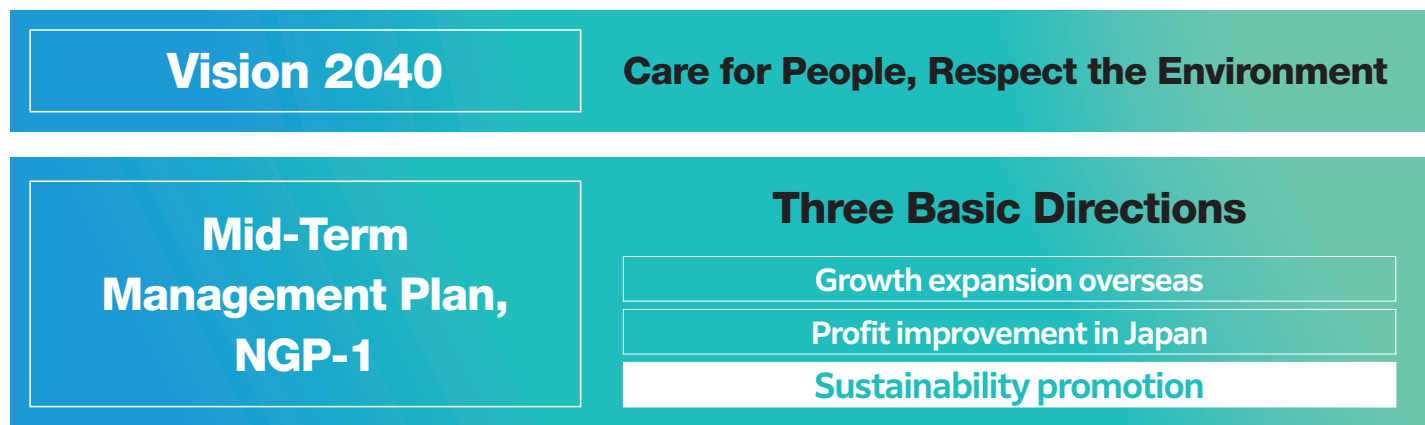 Vision 2040
Care for People, Respect the Environment
Mid-Term
Management Plan,
NGP-1
Three Basic Directions
Growth expansion overseas
Profit improvement in Japan
Sustainability promotion